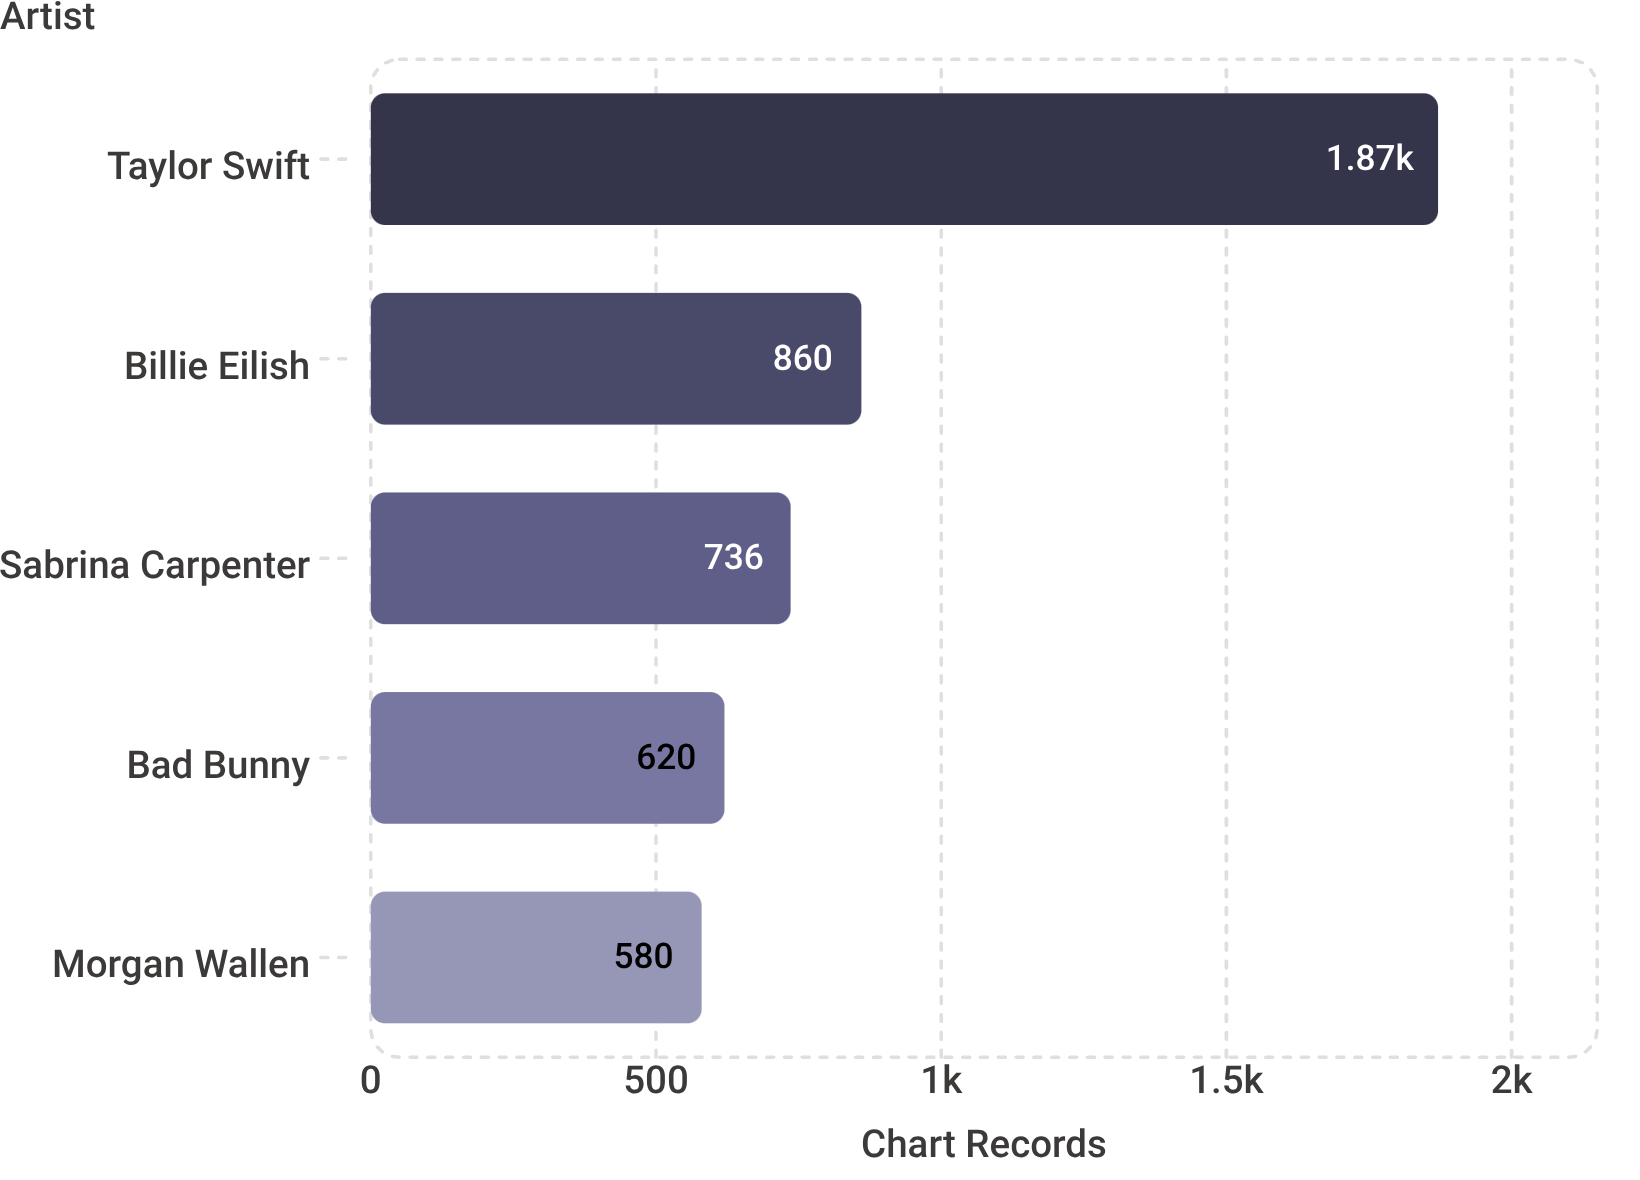 Artist
Taylor Swift
1.87k
Billie Eilish
860
Sabrina Carpenter
736
Bad Bunny
620
Morgan Wallen
580
0 500 1k 1.5k 2k
Chart Records